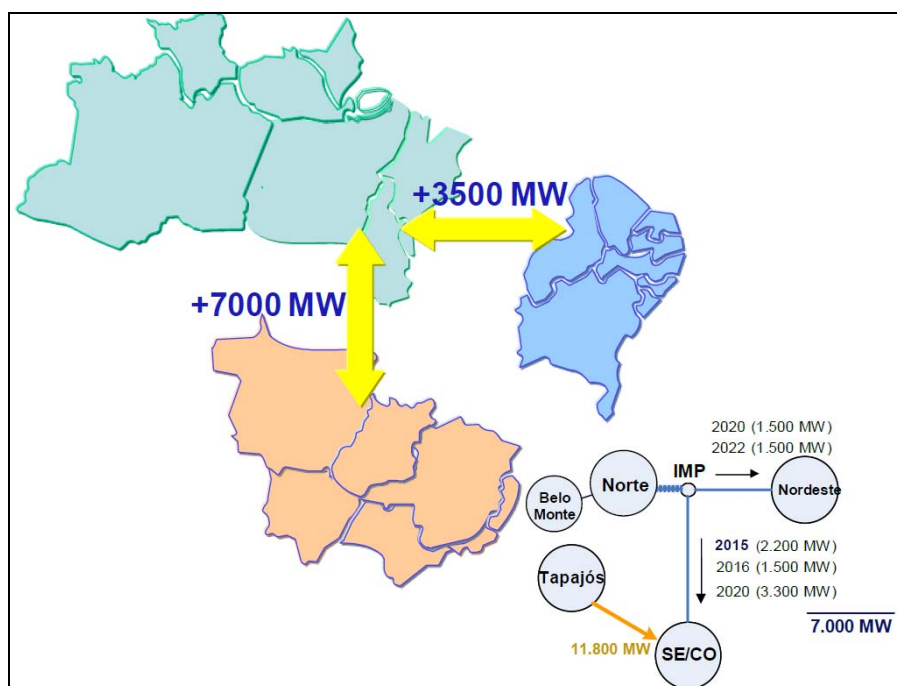 +3500 MW
+7000 MW
2020 (1.500 MW)
2022 (1.500 MW)
IMP
Norte
Nordeste
Belo
Monte
2015 (2.200 MW)
2016 (1.500 MW)
2020 (3.300 MW)
Tapajós
7.000 MW
11.800 MW
SE/CO